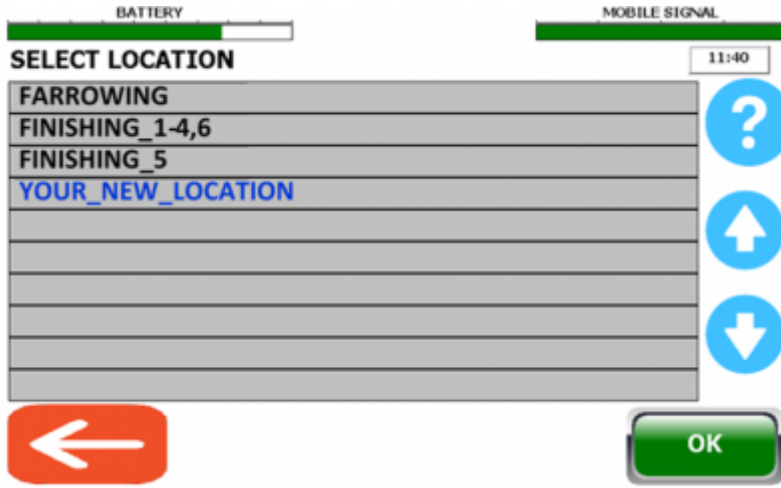 BATTERY
MOBILE SIGNAL
SELECT LOCATION
11:40
FARROWING
FINISHING_1-4,6
FINISHING_5
YOUR_NEW_LOCATION
?
OK